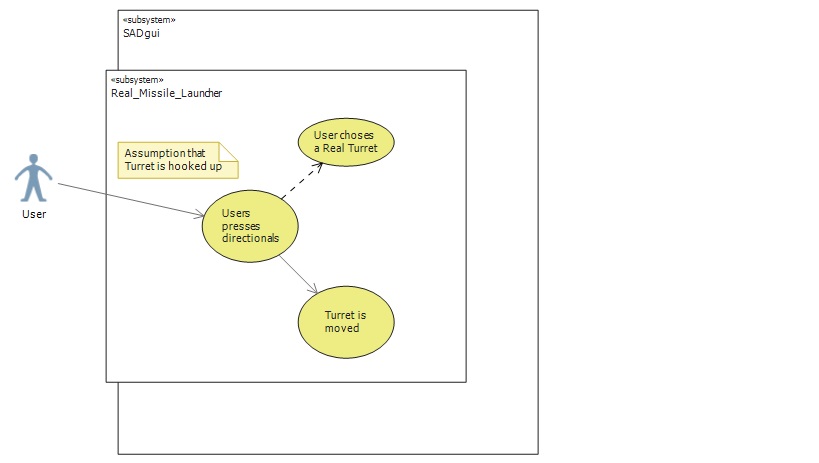 «subsystem»
SADgui
«subsystem»
Real_Missile_Launcher
User choses
a Real Turret
Assumption that
Turret is hooked up
User
Users
presses
directionals
Turret is
moved